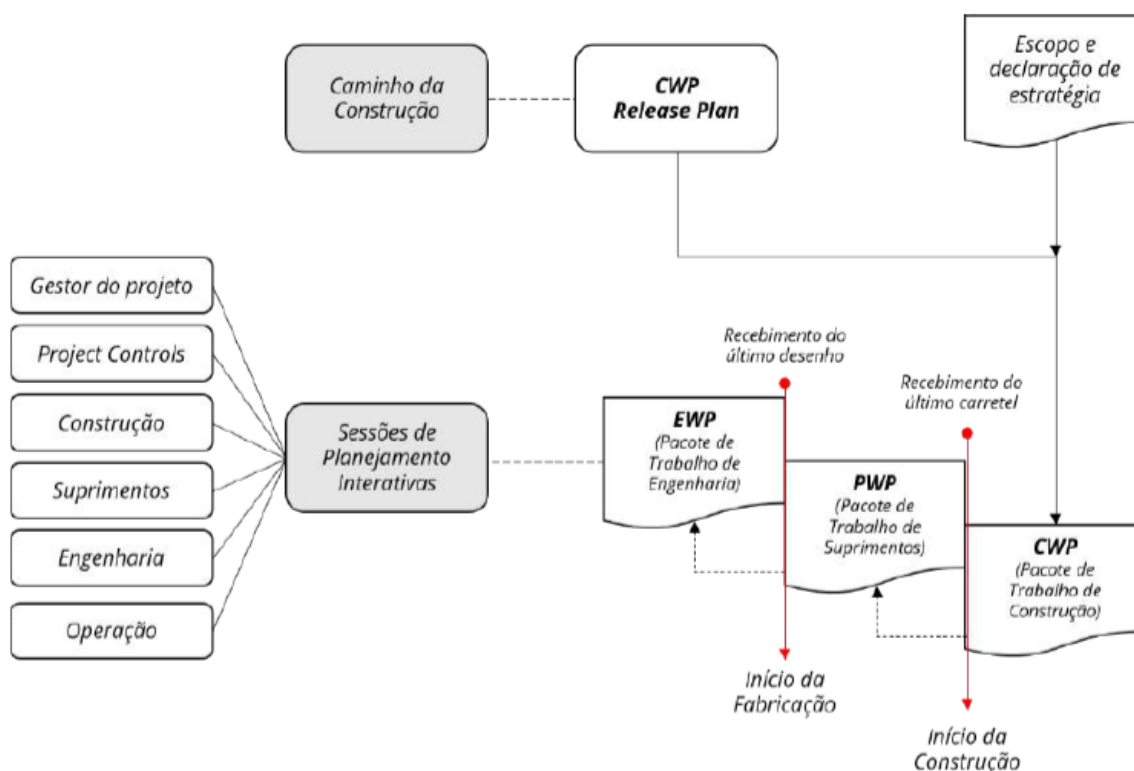 Caminho da
Construção
CWP
Release Plan
Escopo e
declaração de
estratégia
Gestor do projeto
Project Controls
Construção
Suprimentos
Engenharia
Operação
Sessões de
Planejamento
Interativas
Recebimento do
último desenho
Recebimento do
último carretel
EWP
(Pacote de
Trabalho de
Engenharia)
PWP
(Pacote de
Trabalho de
Suprimentos)
CWP
(Pacote de
Trabalho de
Construção)
Início da
Fabricação
Início da
Construção